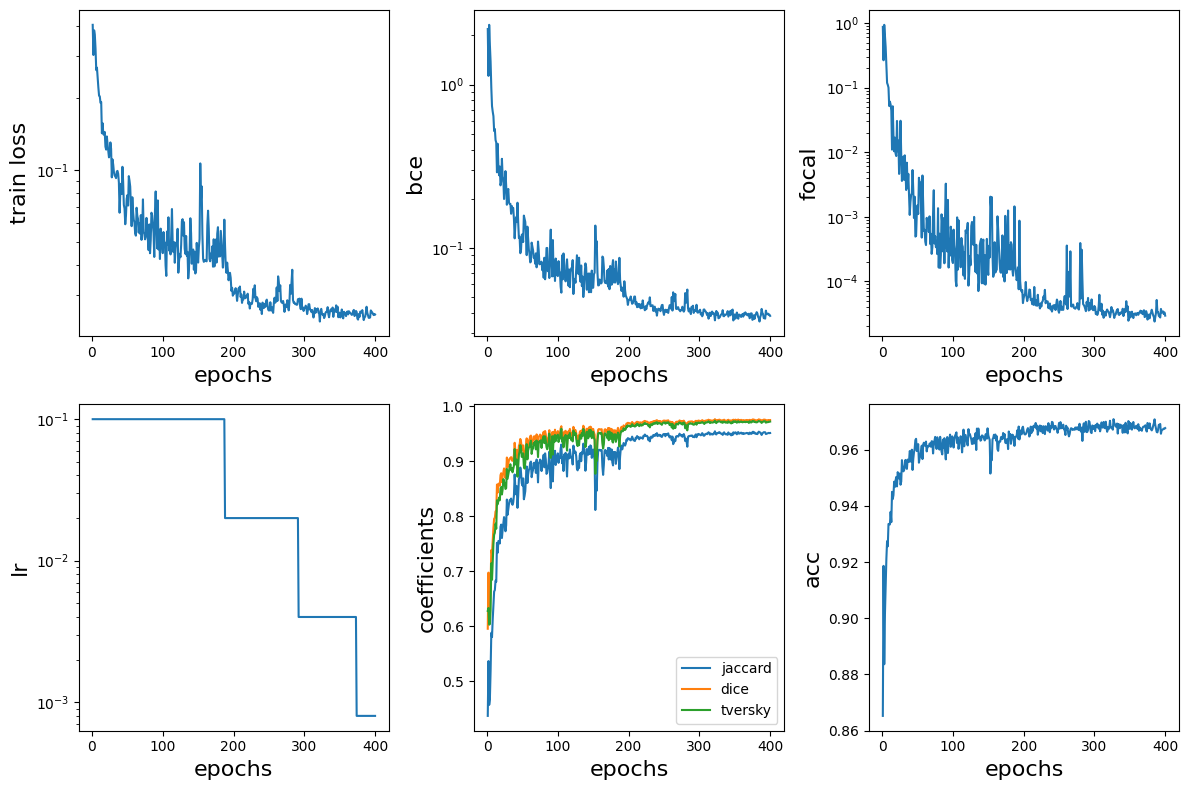 train loss
10⁻¹
0 100 200 300 400
epochs
bce
10⁰
10⁻¹
0 100 200 300 400
epochs
focal
10⁰
10⁻¹
10⁻²
10⁻³
10⁻⁴
0 100 200 300 400
epochs
lr
10⁻¹
10⁻²
10⁻³
0 100 200 300 400
epochs
coefficients
1.0
0.9
0.8
0.7
0.6
0.5
jaccard
dice
tversky
0 100 200 300 400
epochs
acc
0.96
0.94
0.92
0.90
0.88
0.86
0 100 200 300 400
epochs